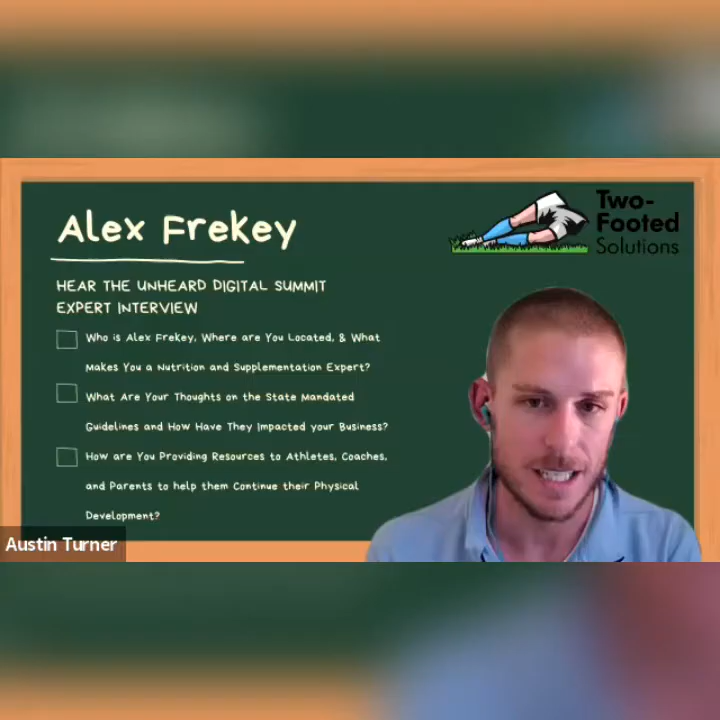 Alex Frekey
Two-
Footed
Solutions
HEAR THE UNHEARD DIGITAL SUMMIT
EXPERT INTERVIEW
Who is Alex Frekey, Where are You Located, & What
Makes You a Nutrition and Supplementation Expert?
What Are Your Thoughts on the State Mandated
Guidelines and How Have They Impacted your Business?
How are You Providing Resources to Athletes, Coaches,
and Parents to help them Continue their Physical
Development?
Austin Turner